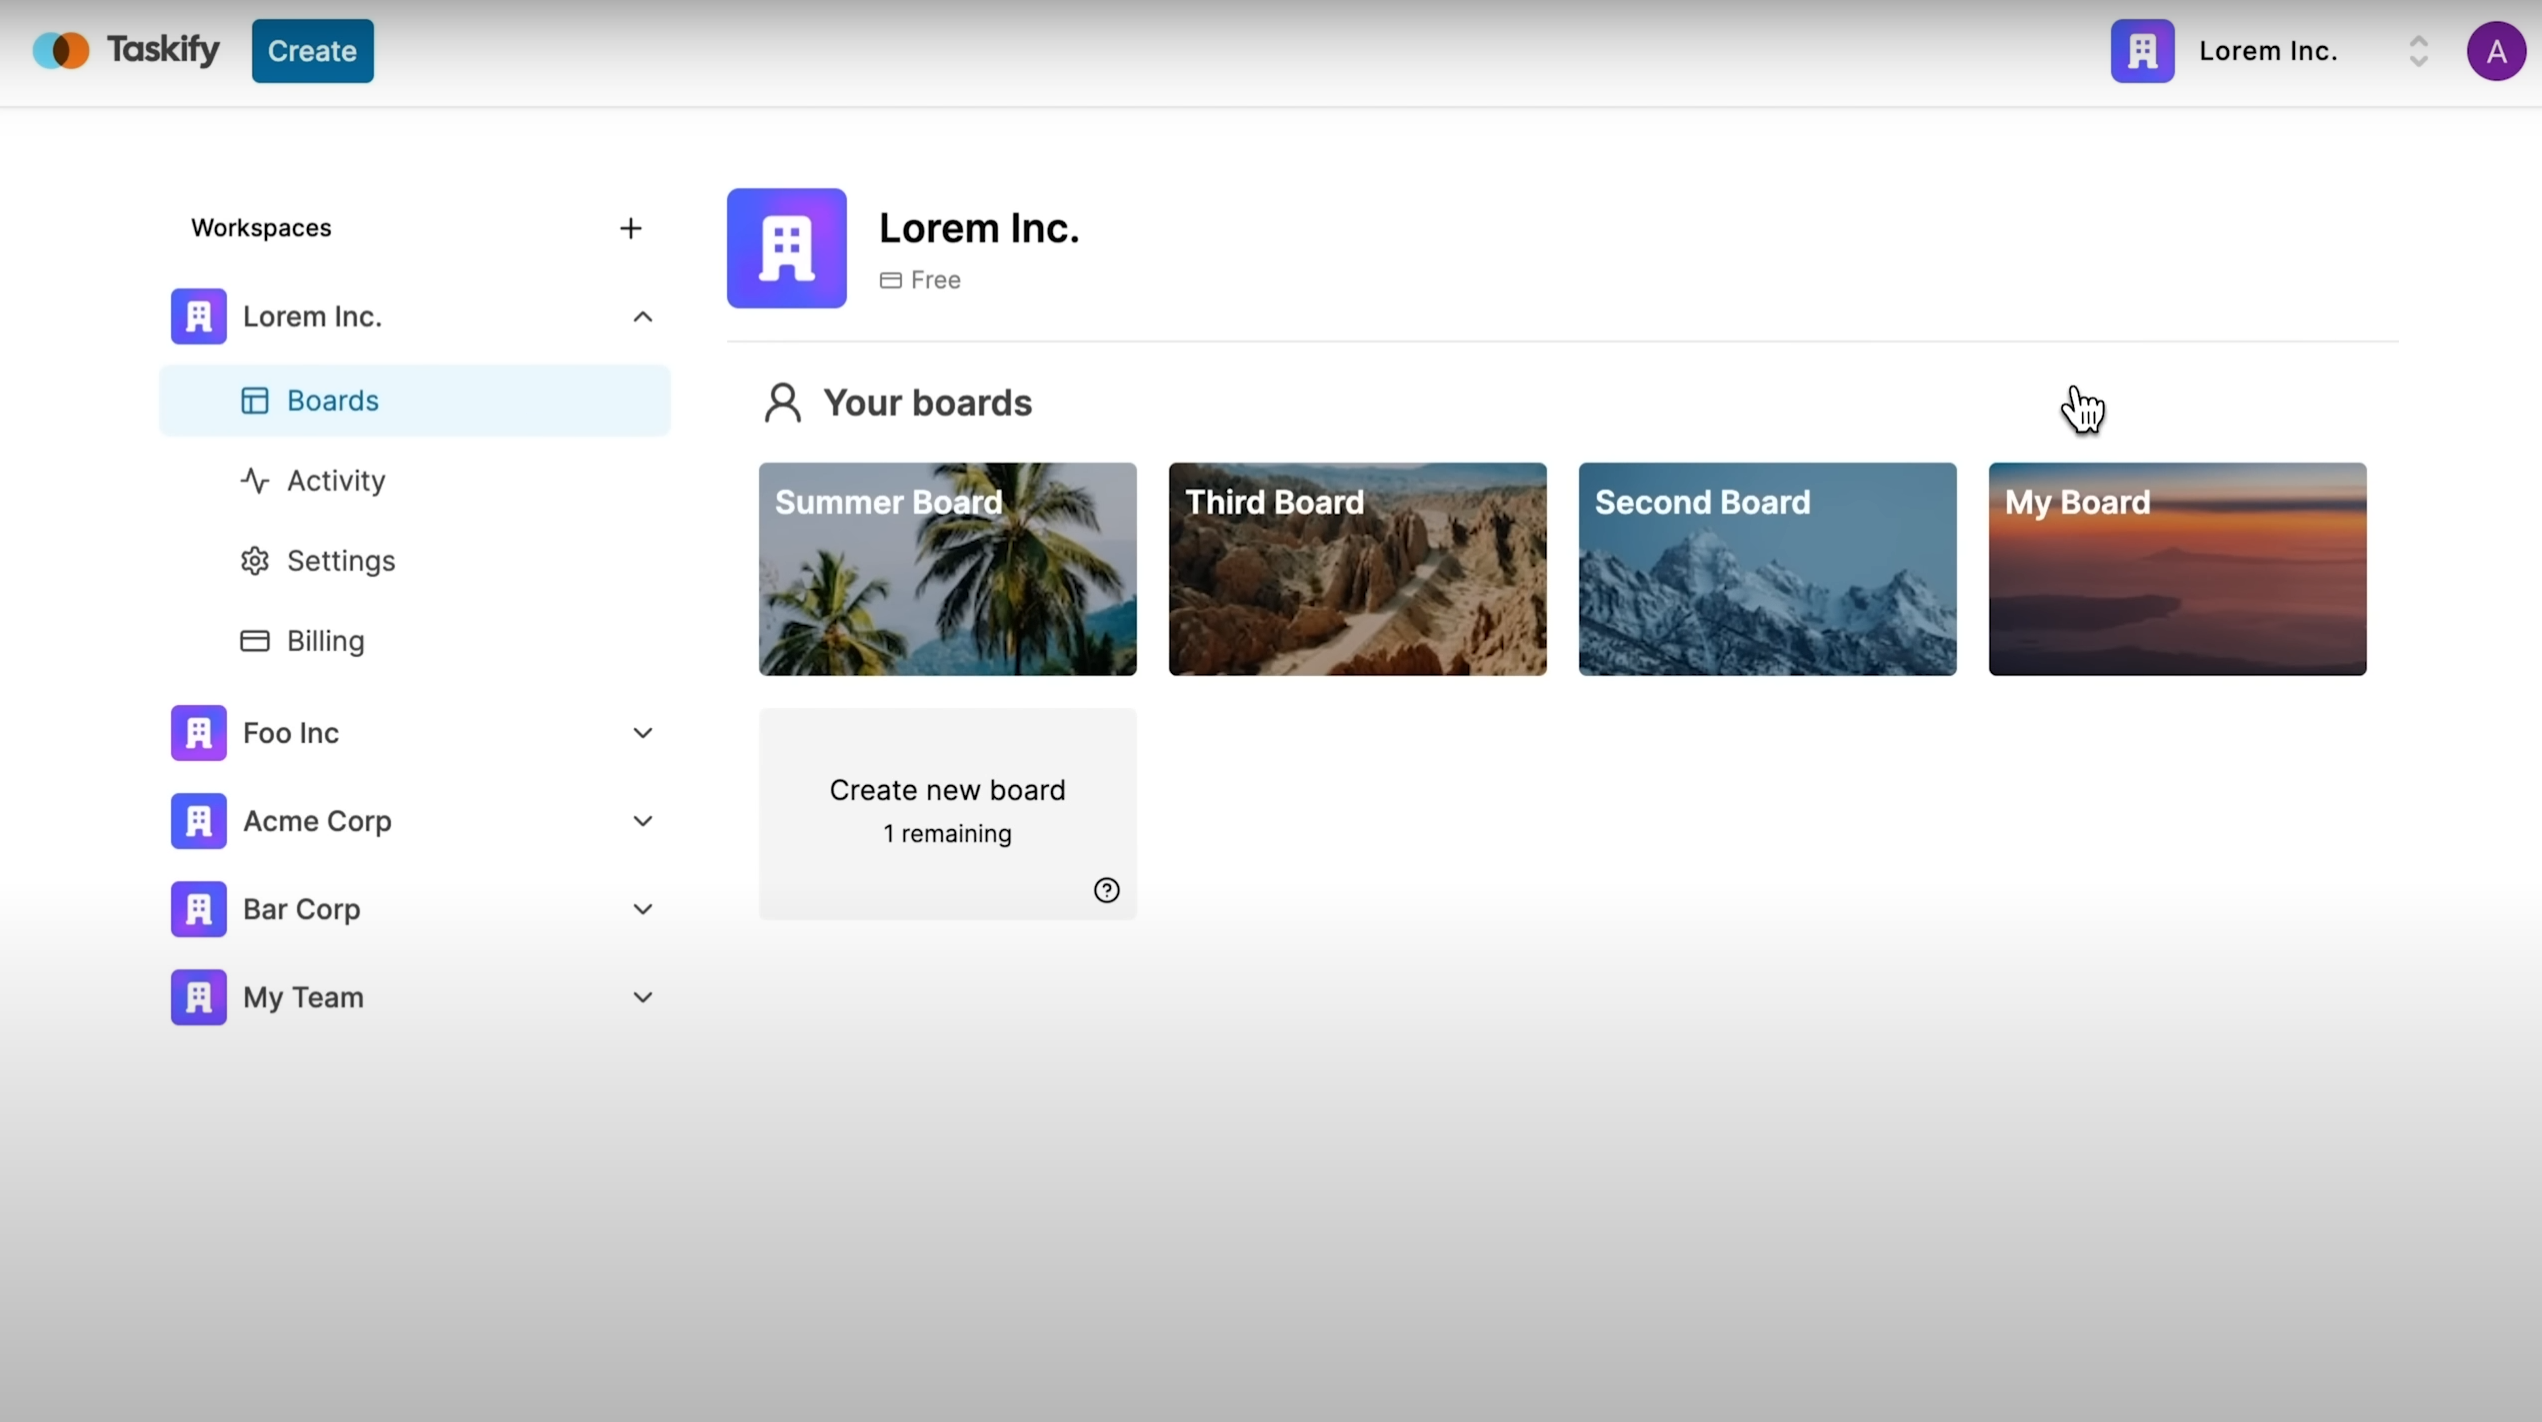 Taskify
Create
Lorem Inc.
A
Workspaces
Lorem Inc.
Boards
Activity
Settings
Billing
Foo Inc
Acme Corp
Bar Corp
My Team
Lorem Inc.
Free
Your boards
Summer Board
Third Board
Second Board
My Board
Create new board
1 remaining